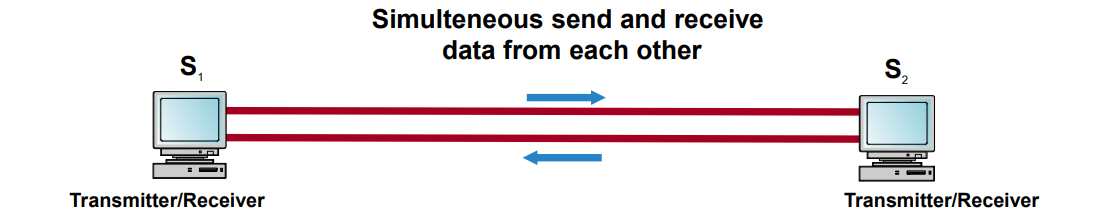 Simulteneous send and receive
data from each other
S1
S2
Transmitter/Receiver
Transmitter/Receiver